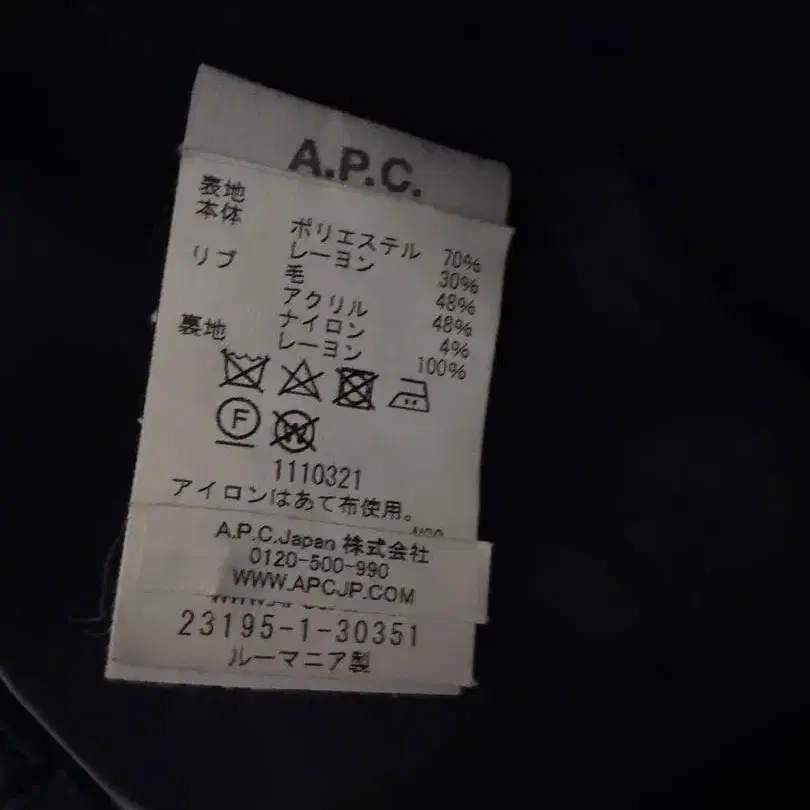 A.P.C.
表地
本体 ポリエステル 70%
レーヨン 30%
リブ 毛 48%
アクリル 48%
ナイロン 4%
裏地 レーヨン 100%
F
W
1110321
アイロンはあて布使用。
A.P.C.Japan 株式会社
0120-500-990
WWW.APCJP.COM
23195-1-30351
ルーマニア製